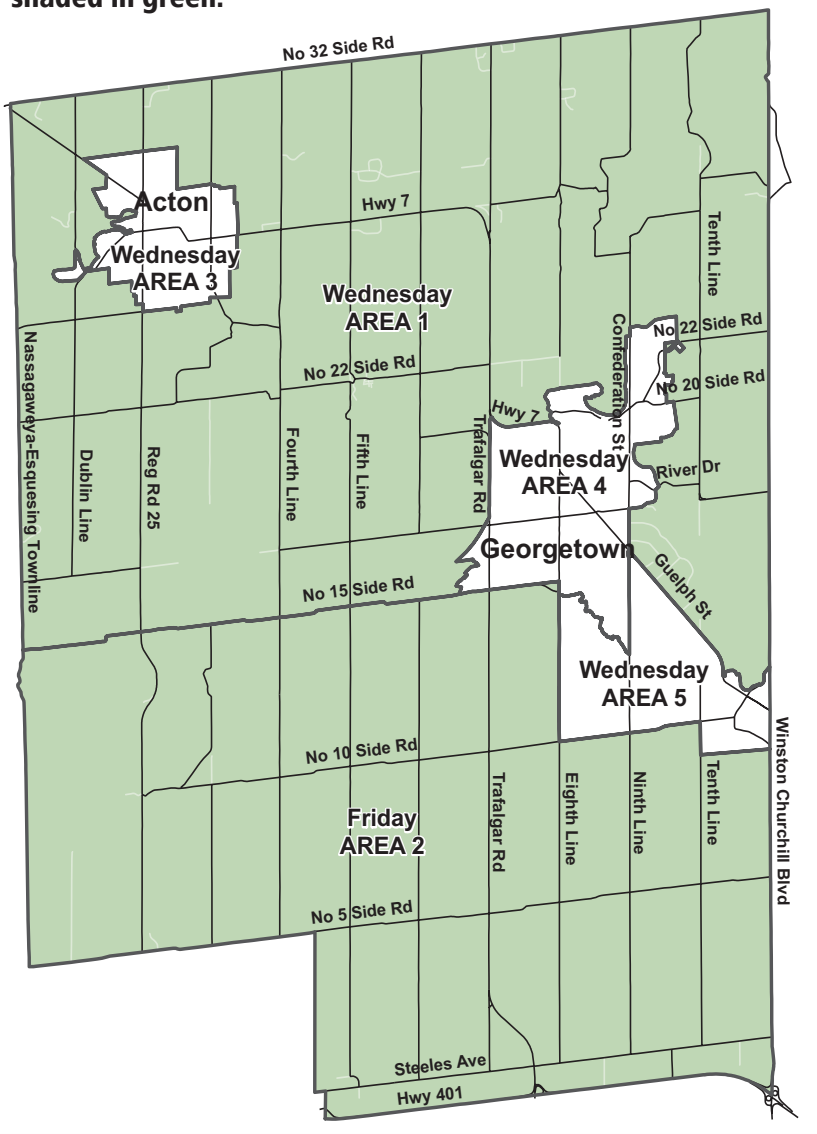 shaded in green.
No 32 Side Rd
Acton
Wednesday
AREA 3
Hwy 7
Wednesday
AREA 1
Tenth Line
No 22 Side Rd
Confederation St
No 22 Side Rd
No 20 Side Rd
Nassagaweya-Esquesing Townline
Dublin Line
Reg Rd 25
Fourth Line
Fifth Line
Trafalgar Rd
Hwy 7
Wednesday
AREA 4
River Dr
Georgetown
Guelph St
No 15 Side Rd
Wednesday
AREA 5
No 10 Side Rd
Winston Churchill Blvd
Trafalgar Rd
Eighth Line
Ninth Line
Tenth Line
Friday
AREA 2
No 5 Side Rd
Steeles Ave
Hwy 401